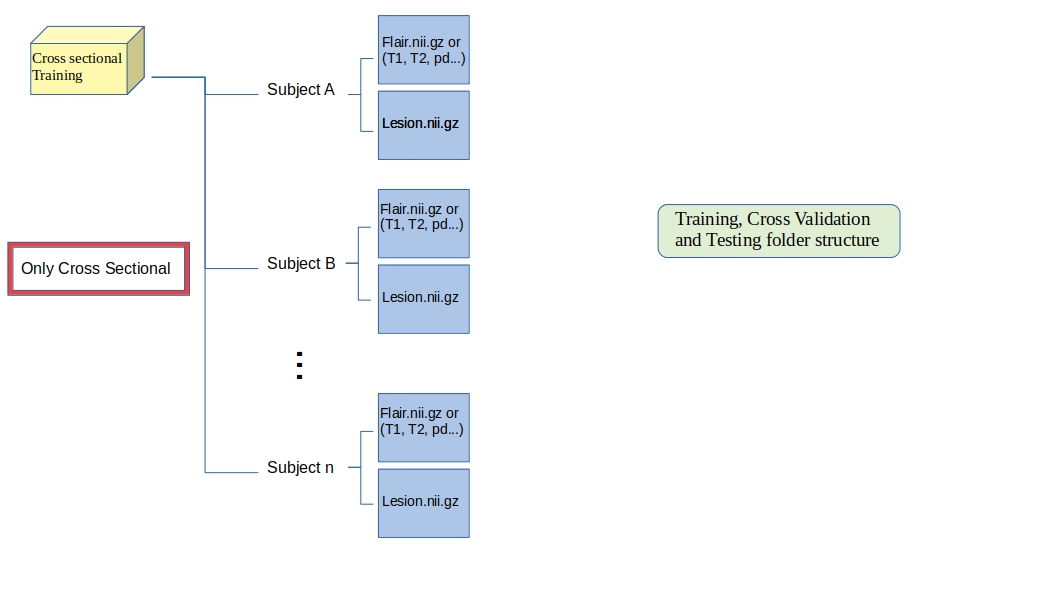 Cross sectional
Training
Subject A
Flair.nii.gz or
(T1, T2, pd...)
Lesion.nii.gz
Subject B
Flair.nii.gz or
(T1, T2, pd...)
Lesion.nii.gz
Only Cross Sectional
Training, Cross Validation
and Testing folder structure
Subject n
Flair.nii.gz or
(T1, T2, pd...)
Lesion.nii.gz